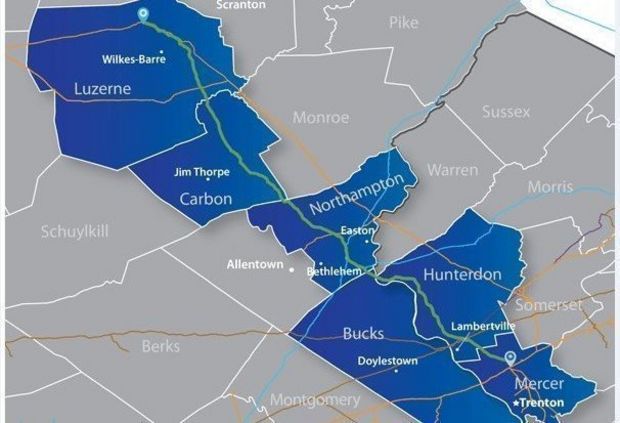 Scranton
Pike
Wilkes-Barre
Luzerne
Sussex
Monroe
Warren
Jim Thorpe
Morris
Carbon
Northampton
Schuylkill
Easton
Allentown
Bethlehem
Hunterdon
Somerset
Lambertville
Bucks
Berks
Doylestown
Mercer
Montgomery
Trenton